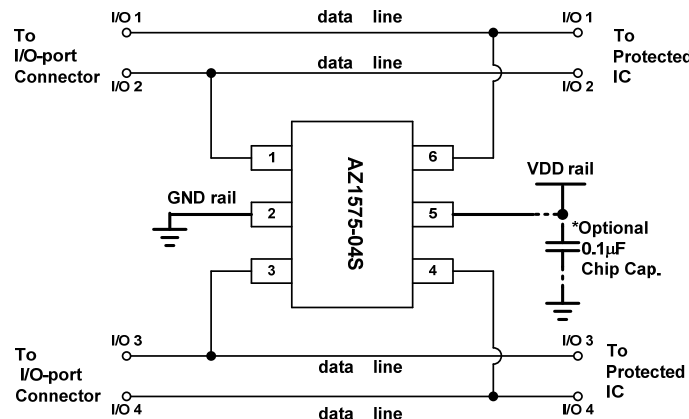 I/O 1 data line I/O 1
To
I/O-port
Connector
To
Protected
IC
data line
I/O 2 I/O 2
1 6
AZ1575-04S
VDD rail
GND rail
2 5
*Optional
0.1μF
Chip Cap.
3 4
I/O 3 I/O 3
To
I/O-port
Connector
data line
To
Protected
IC
I/O 4 data line I/O 4